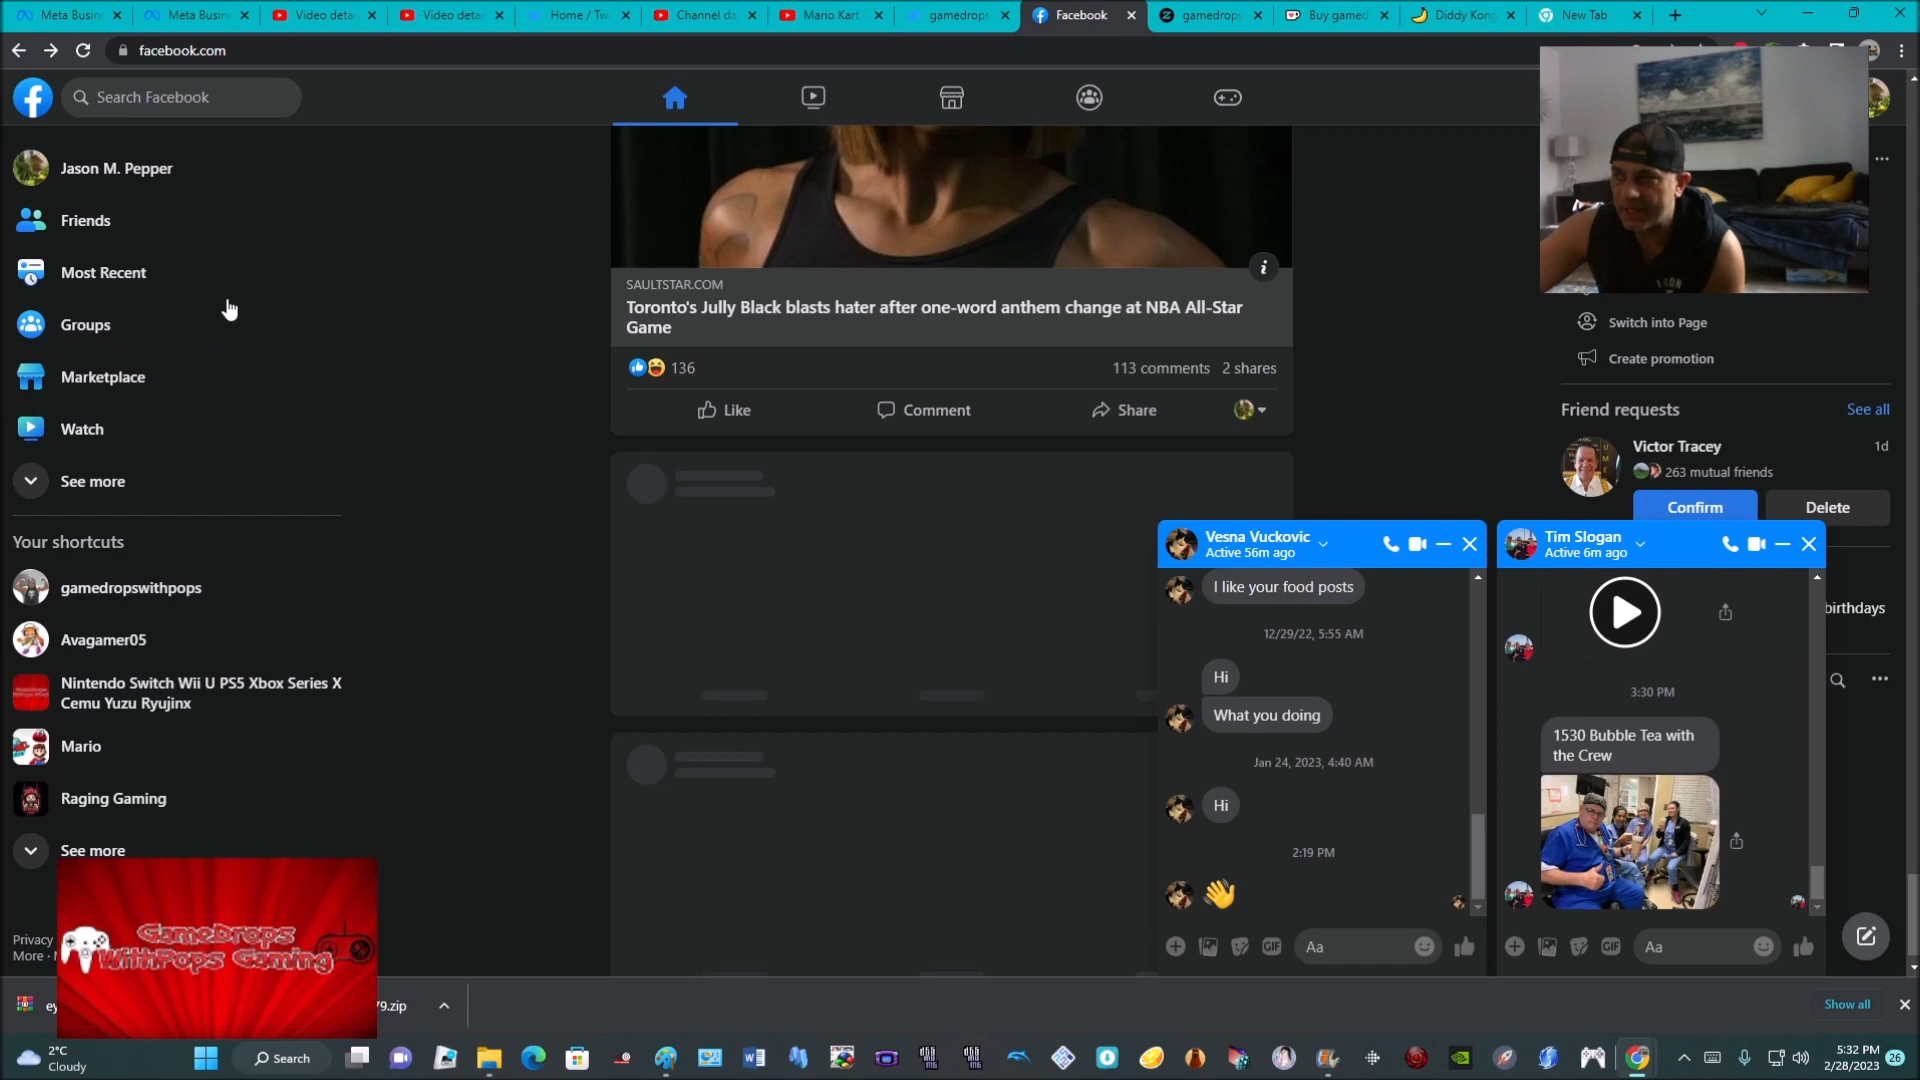 Meta Busine
Meta Busine
Video detai
Video detai
Home / Twi
Channel da
Mario Kart
gamedrops
Facebook
gamedrops
Buy gamed
Diddy Kong
New Tab
facebook.com
Search Facebook
Jason M. Pepper
Friends
Most Recent
Groups
Marketplace
Watch
See more
Your shortcuts
gamedropswithpops
Avagamer05
Nintendo Switch Wii U PS5 Xbox Series X
Cemu Yuzu Ryujinx
Mario
Raging Gaming
See more
Privacy
More ·
GameDrops
WithPops Gaming
SAULTSTAR.COM
Toronto's Jully Black blasts hater after one-word anthem change at NBA All-Star
Game
136
113 comments 2 shares
Like
Comment
Share
Switch into Page
Create promotion
Friend requests
See all
Victor Tracey
1d
263 mutual friends
Confirm
Delete
birthdays
Vesna Vuckovic
Active 56m ago
I like your food posts
12/29/22, 5:55 AM
Hi
What you doing
Jan 24, 2023, 4:40 AM
Hi
2:19 PM
GIF
Aa
Tim Slogan
Active 6m ago
3:30 PM
1530 Bubble Tea with
the Crew
GIF
Aa
ey
79.zip
Show all
2°C
Cloudy
Search
5:32 PM
2/28/2023
26